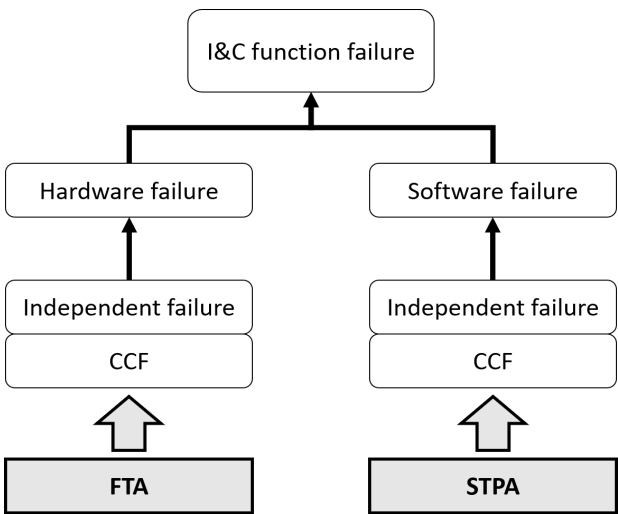 I&C function failure
Hardware failure
Software failure
Independent failure
Independent failure
CCF
CCF
FTA
STPA